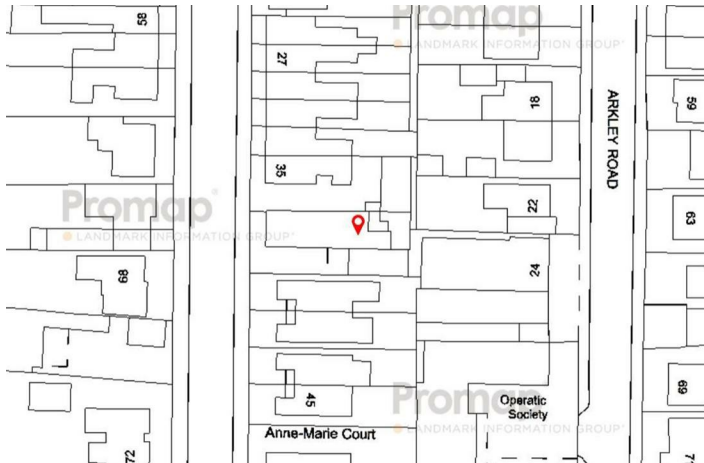 58
27
Promap
LANDMARK INFORMATION GROUP
18
ARKLEY ROAD
59
35
22
Promap
LANDMARK INFORMATION GROUP
63
68
24
69
45
Operatic
Society
Promap
LANDMARK INFORMATION GROUP
Anne-Marie Court
72